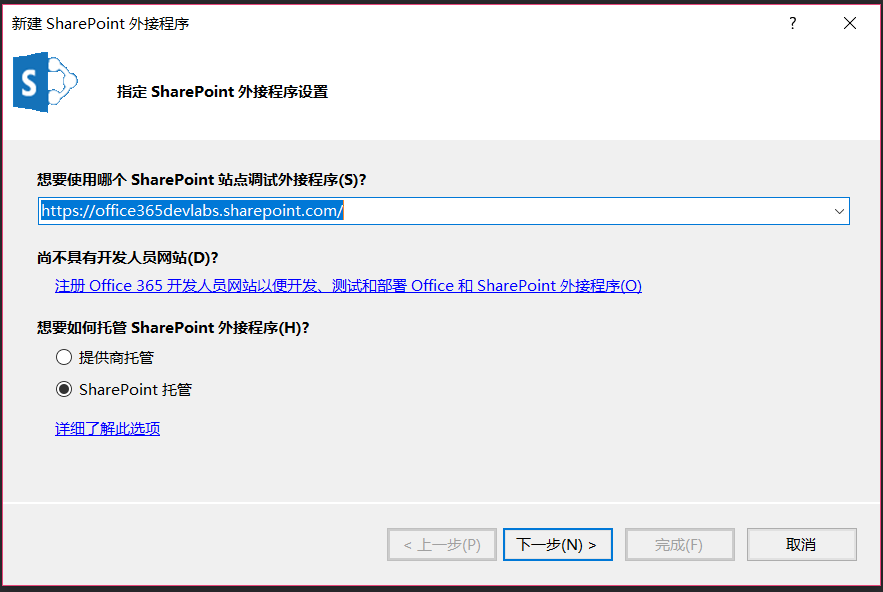 新建 SharePoint 外接程序
?
S
指定 SharePoint 外接程序设置
想要使用哪个 SharePoint 站点调试外接程序(S)?
https://office365devlabs.sharepoint.com/
尚不具有开发人员网站(D)?
注册 Office 365 开发人员网站以便开发、测试和部署 Office 和 SharePoint 外接程序(O)
想要如何托管 SharePoint 外接程序(H)?
提供商托管
SharePoint 托管
详细了解此选项
< 上一步(P) 下一步(N) > 完成(F) 取消